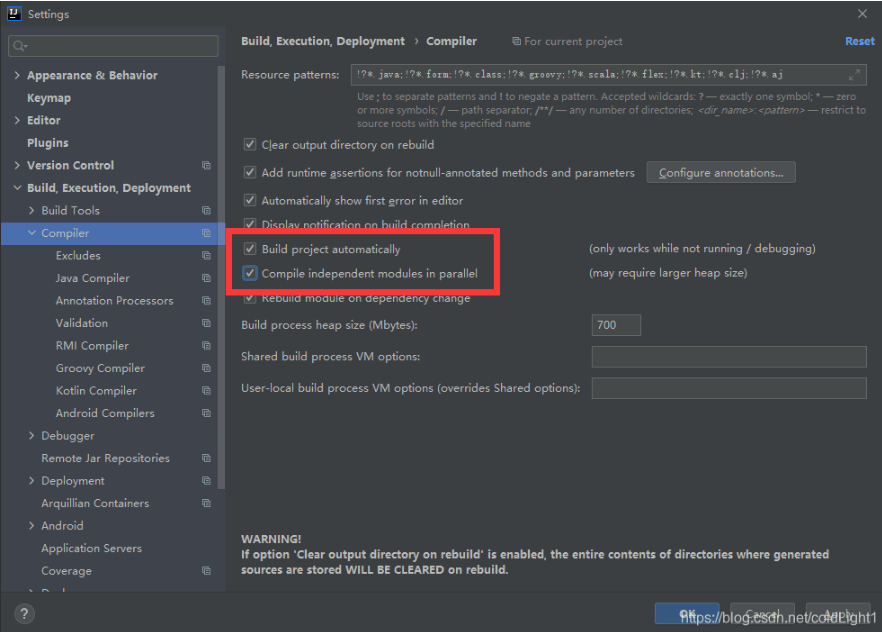 Settings
Build, Execution, Deployment › Compiler
For current project
Reset
Appearance & Behavior
Keymap
Editor
Plugins
Version Control
Build, Execution, Deployment
Build Tools
Compiler
Excludes
Java Compiler
Annotation Processors
Validation
RMI Compiler
Groovy Compiler
Kotlin Compiler
Android Compilers
Debugger
Remote Jar Repositories
Deployment
Arquillian Containers
Android
Application Servers
Coverage
Resource patterns: !?*.java;!?*.form;!?*.class;!?*.groovy;!?*.scala;!?*.flex;!?*.kt;!?*.clj;!?*.aj
Use ; to separate patterns and ! to negate a pattern. Accepted wildcards: ? — exactly one symbol; * — zero
or more symbols; / — path separator; /**/ — any number of directories; <dir_name>:<pattern> — restrict to
source roots with the specified name
Clear output directory on rebuild
Add runtime assertions for notnull-annotated methods and parameters
Configure annotations...
Automatically show first error in editor
Display notification on build completion
Build project automatically (only works while not running / debugging)
Compile independent modules in parallel (may require larger heap size)
Rebuild module on dependency change
Build process heap size (Mbytes): 700
Shared build process VM options:
User-local build process VM options (overrides Shared options):
WARNING!
If option 'Clear output directory on rebuild' is enabled, the entire contents of directories where generated
sources are stored WILL BE CLEARED on rebuild.
?
OK
Cancel
Apply
https://blog.csdn.net/coldLight1